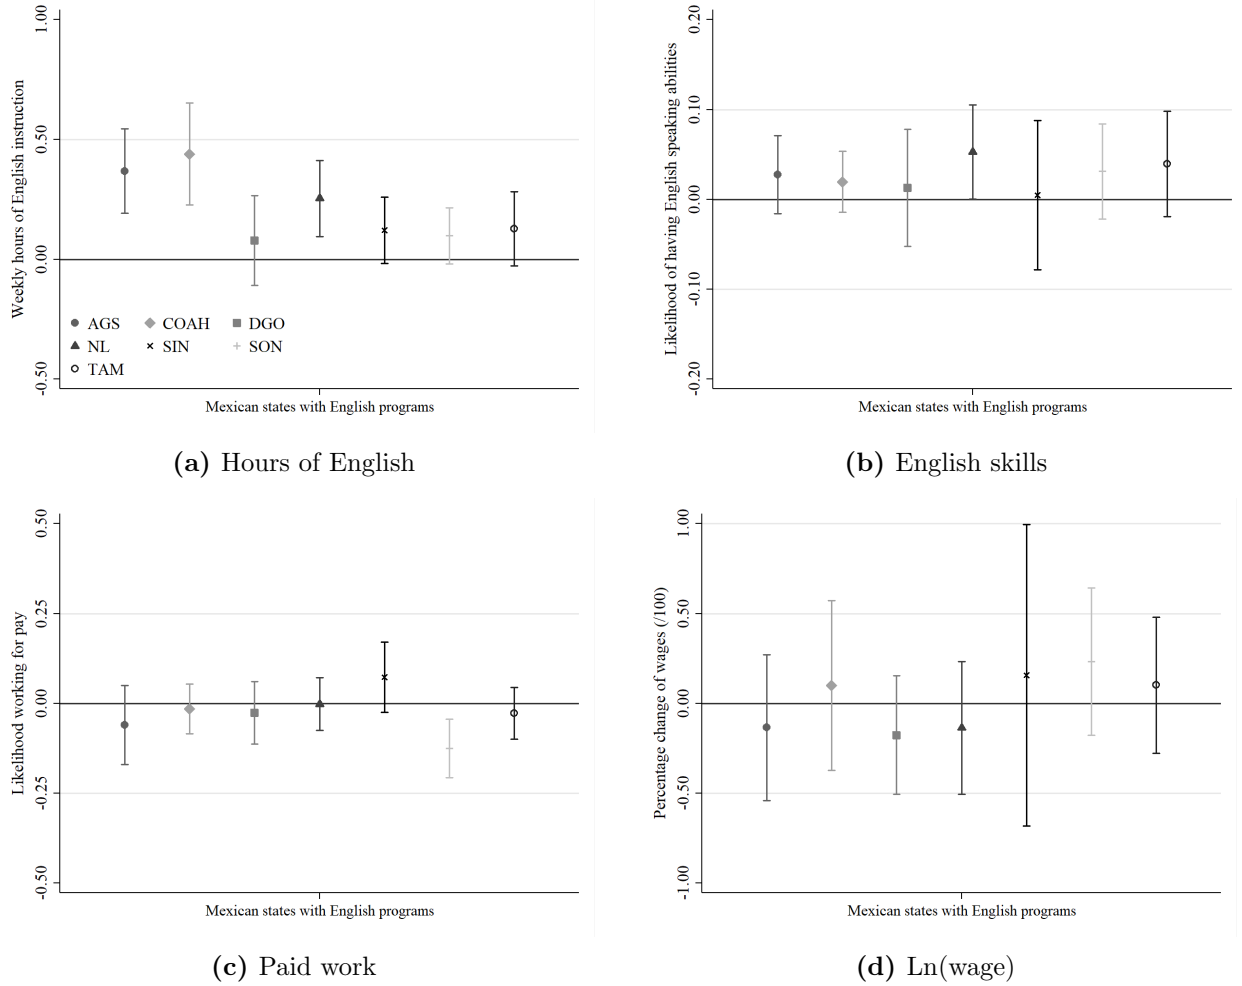 Weekly hours of English instruction
1.00
0.50
0.00
-0.50
AGS COAH DGO
NL SIN SON
TAM
Mexican states with English programs
(a) Hours of English
Likelihood of having English speaking abilities
0.20
0.10
0.00
-0.10
-0.20
Mexican states with English programs
(b) English skills
Likelihood working for pay
0.50
0.25
0.00
-0.25
-0.50
Mexican states with English programs
(c) Paid work
Percentage change of wages (/100)
1.00
0.50
0.00
-0.50
-1.00
Mexican states with English programs
(d) Ln(wage)